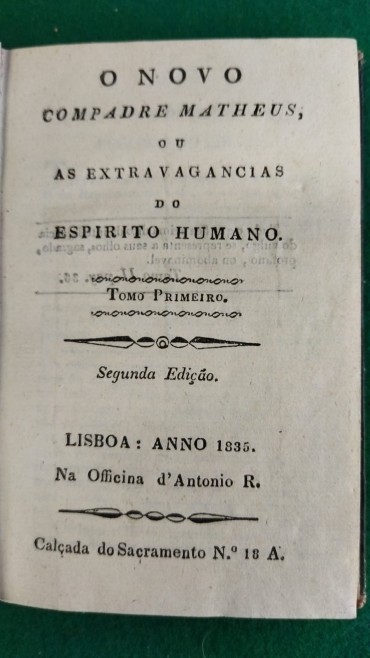 O NOVO
COMPADRE MATHEUS,
OU
AS EXTRAVAGANCIAS
DO
ESPIRITO HUMANO.
TOMO PRIMEIRO.
Segunda Edição.
LISBOA: ANNO 1835.
Na Officina d'Antonio R.
Calçada do Sacramento N.º 18 A.